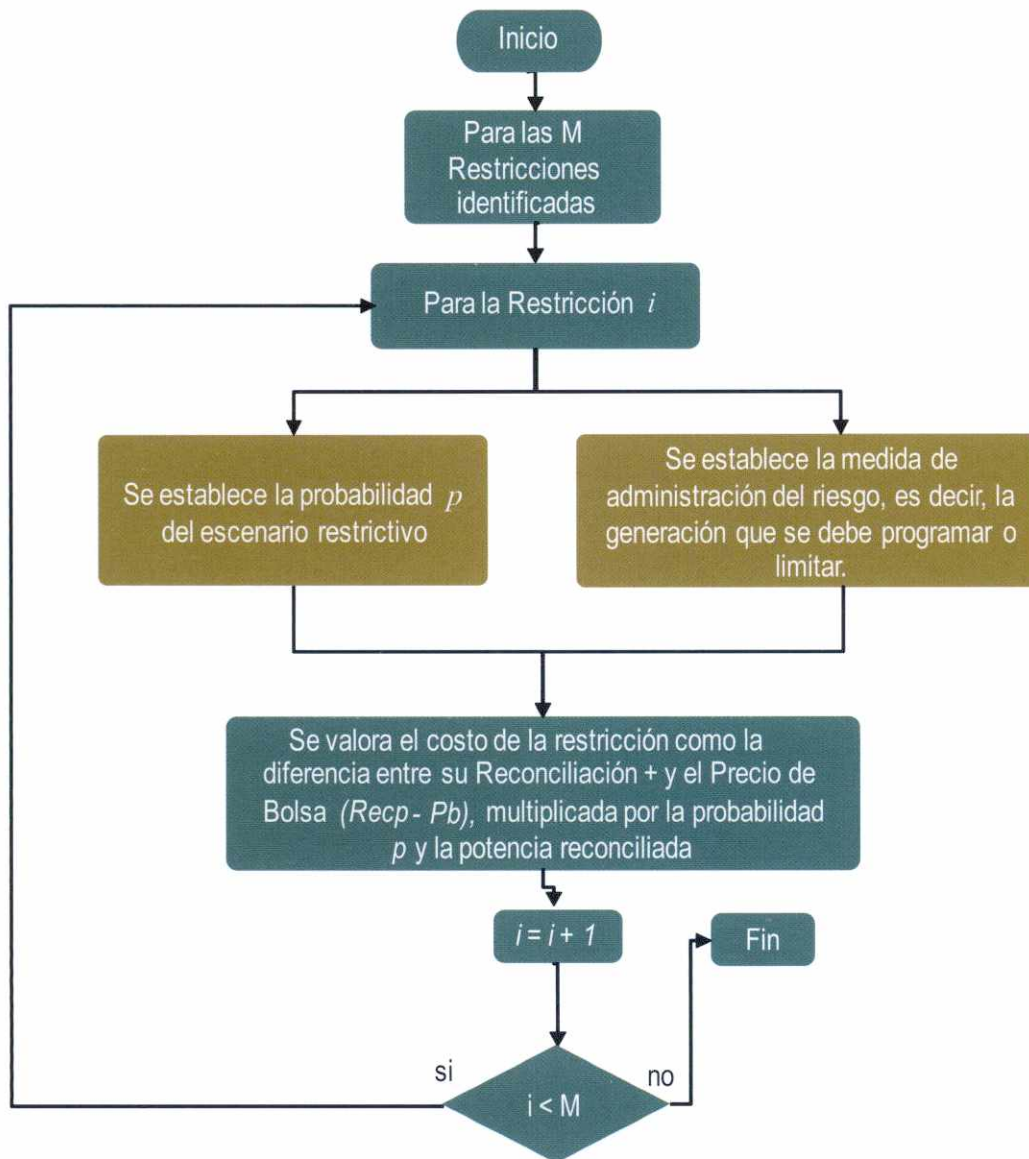 Inicio
Para las M
Restricciones
identificadas
Para la Restricción i
Se establece la probabilidad p
del escenario restrictivo
Se establece la medida de
administración del riesgo, es decir, la
generación que se debe programar o
limitar.
Se valora el costo de la restricción como la
diferencia entre su Reconciliación + y el Precio de
Bolsa (Recp - Pb), multiplicada por la probabilidad
p y la potencia reconciliada
i = i + 1
Fin
si
no
i < M